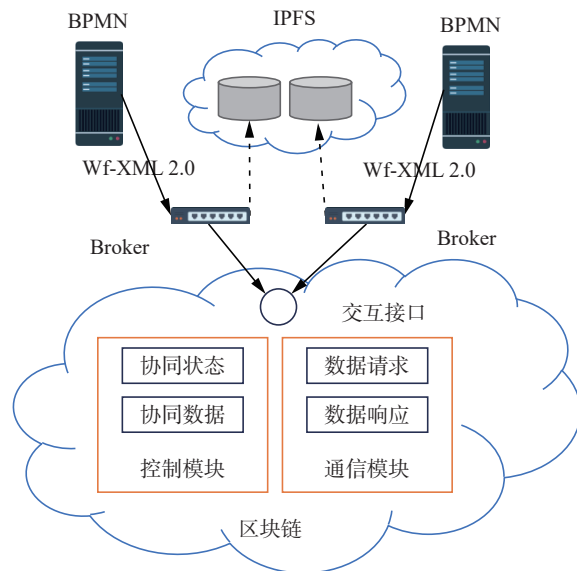 BPMN
IPFS
BPMN
Wf-XML 2.0
Wf-XML 2.0
Broker
Broker
交互接口
协同状态
数据请求
协同数据
数据响应
控制模块
通信模块
区块链